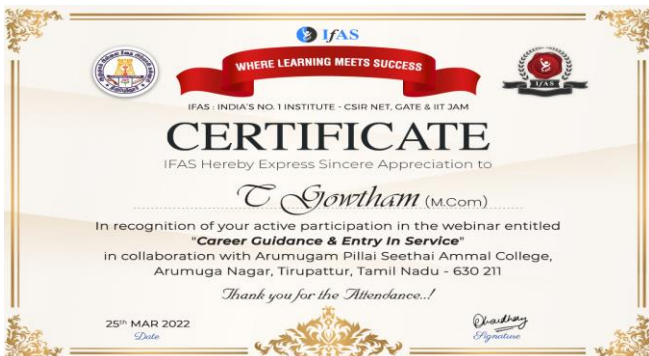 IfAS
WHERE LEARNING MEETS SUCCESS
IFAS
IFAS : INDIA'S NO. 1 INSTITUTE - CSIR NET, GATE & IIT JAM
CERTIFICATE
IFAS Hereby Express Sincere Appreciation to
T Gowtham (M.Com)
In recognition of your active participation in the webinar entitled
"Career Guidance & Entry In Service"
in collaboration with Arumugam Pillai Seethai Ammal College,
Arumuga Nagar, Tirupattur, Tamil Nadu - 630 211
Thank you for the Attendance..!
25th MAR 2022
Date
Chaudhary
Signature